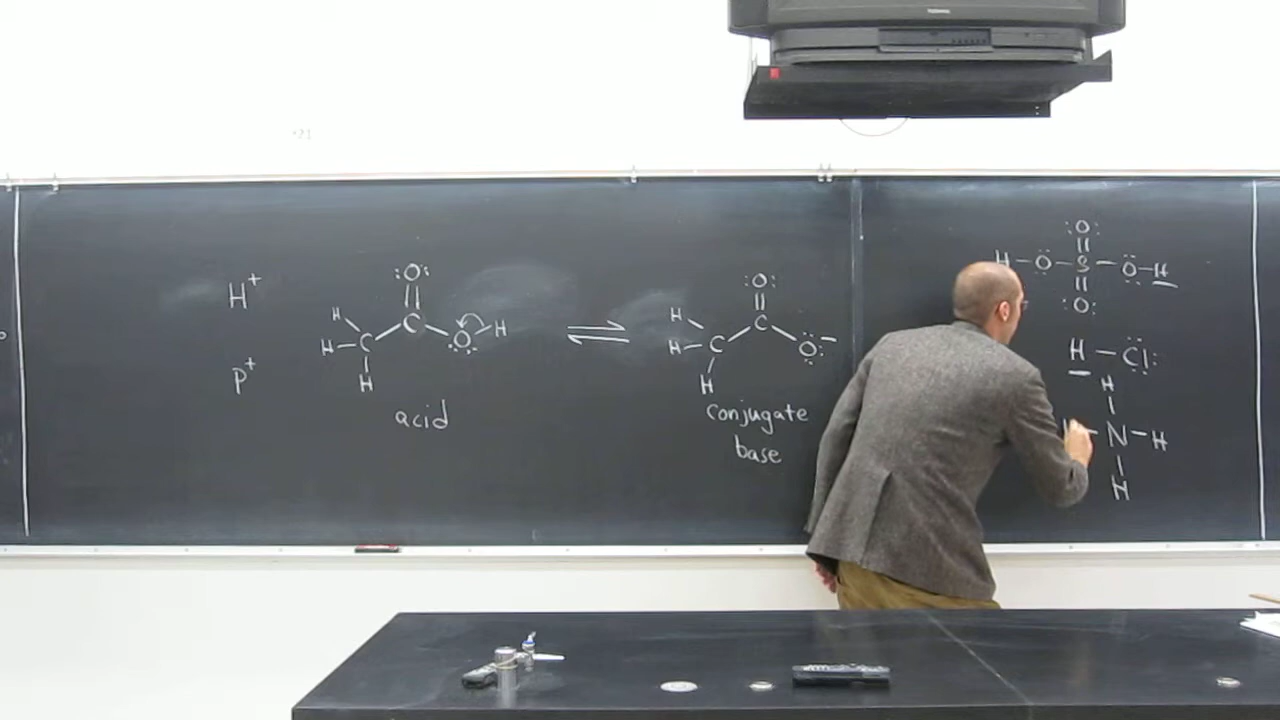 H+
P+
:O:
H
H C C O H
H
acid
⇌
:O:
H
H C C O:−
H
conjugate
base
:O:
H–O–S–O–H
:O:
H–Cl:
H
N–H
H